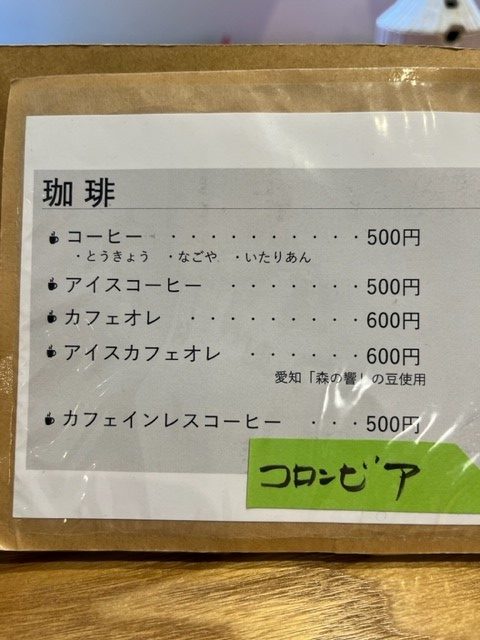 珈琲
コーヒー ・・・・・・・・・・500円
・とうきょう ・なごや ・いたりあん
アイスコーヒー ・・・・・・・500円
カフェオレ ・・・・・・・・・600円
アイスカフェオレ ・・・・・・600円
愛知「森の響」の豆使用
カフェインレスコーヒー ・・・500円
コロンビア